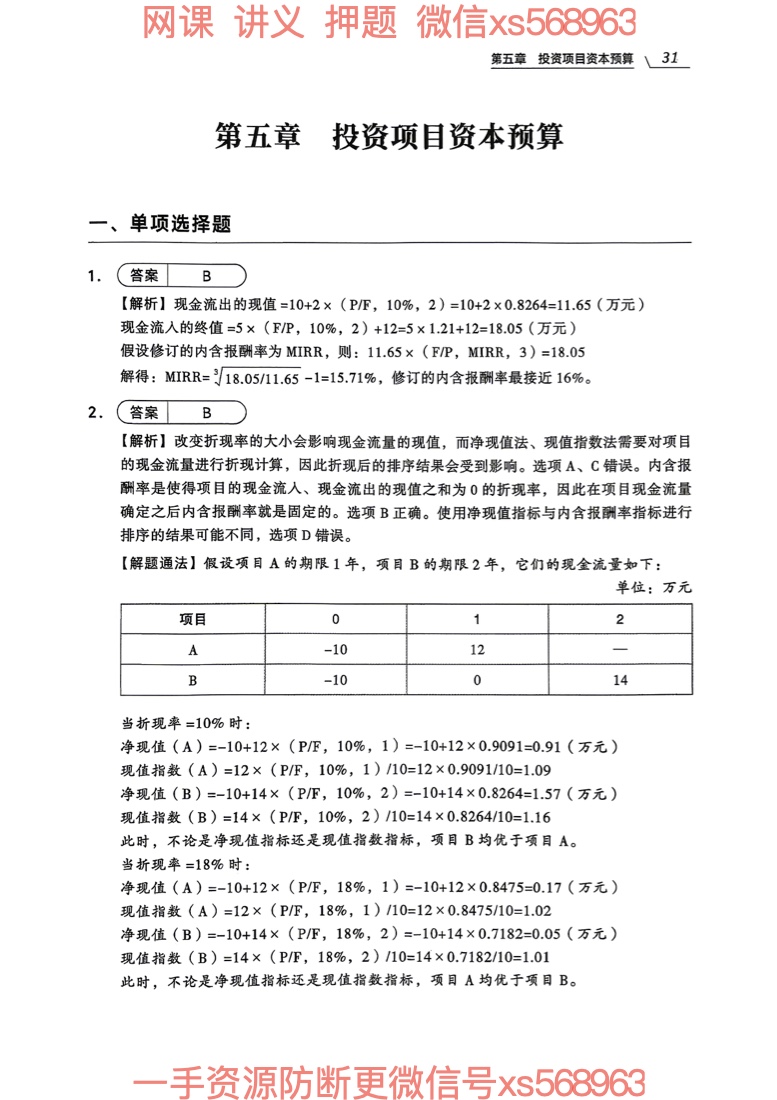 网课 讲义 押题 微信xs568963
第五章 投资项目资本预算 31
第五章 投资项目资本预算
一、单项选择题
1. 答案 B
【解析】现金流出的现值 =10+2×（P/F，10%，2）=10+2×0.8264=11.65（万元）
现金流入的终值 =5×（F/P，10%，2）+12=5×1.21+12=18.05（万元）
假设修订的内含报酬率为 MIRR，则：11.65×（F/P，MIRR，3）=18.05
解得：MIRR=∛18.05/11.65 -1=15.71%，修订的内含报酬率最接近 16%。
2. 答案 B
【解析】改变折现率的大小会影响现金流量的现值，而净现值法、现值指数法需要对项目
的现金流量进行折现计算，因此折现后的排序结果会受到影响。选项 A、C 错误。内含报
酬率是使得项目的现金流入、现金流出的现值之和为 0 的折现率，因此在项目现金流量
确定之后内含报酬率就是固定的。选项 B 正确。使用净现值指标与内含报酬率指标进行
排序的结果可能不同，选项 D 错误。
【解题通法】假设项目 A 的期限 1 年，项目 B 的期限 2 年，它们的现金流量如下：
单位：万元
项目 0 1 2
A -10 12 —
B -10 0 14
当折现率 =10% 时：
净现值（A）=-10+12×（P/F，10%，1）=-10+12×0.9091=0.91（万元）
现值指数（A）=12×（P/F，10%，1）/10=12×0.9091/10=1.09
净现值（B）=-10+14×（P/F，10%，2）=-10+14×0.8264=1.57（万元）
现值指数（B）=14×（P/F，10%，2）/10=14×0.8264/10=1.16
此时，不论是净现值指标还是现值指数指标，项目 B 均优于项目 A。
当折现率 =18% 时：
净现值（A）=-10+12×（P/F，18%，1）=-10+12×0.8475=0.17（万元）
现值指数（A）=12×（P/F，18%，1）/10=12×0.8475/10=1.02
净现值（B）=-10+14×（P/F，18%，2）=-10+14×0.7182=0.05（万元）
现值指数（B）=14×（P/F，18%，2）/10=14×0.7182/10=1.01
此时，不论是净现值指标还是现值指数指标，项目 A 均优于项目 B。
一手资源防断更微信号xs568963